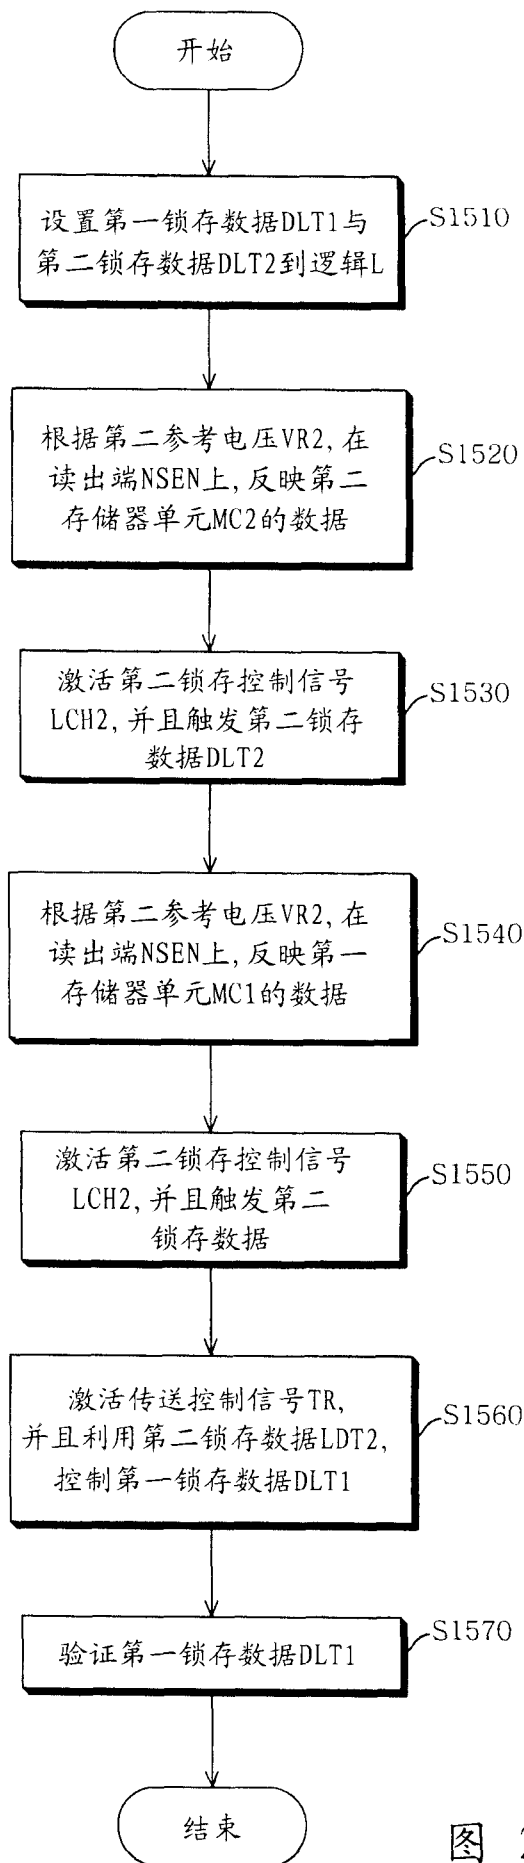 开始
设置第一锁存数据DLT1与
第二锁存数据DLT2到逻辑L
S1510
根据第二参考电压VR2,在
读出端NSEN上,反映第二
存储器单元MC2的数据
S1520
激活第二锁存控制信号
LCH2,并且触发第二锁存
数据DLT2
S1530
根据第二参考电压VR2,在
读出端NSEN上,反映第一
存储器单元MC1的数据
S1540
激活第二锁存控制信号
LCH2,并且触发第二
锁存数据
S1550
激活传送控制信号TR,
并且利用第二锁存数据LDT2,
控制第一锁存数据DLT1
S1560
验证第一锁存数据DLT1
S1570
结束
图